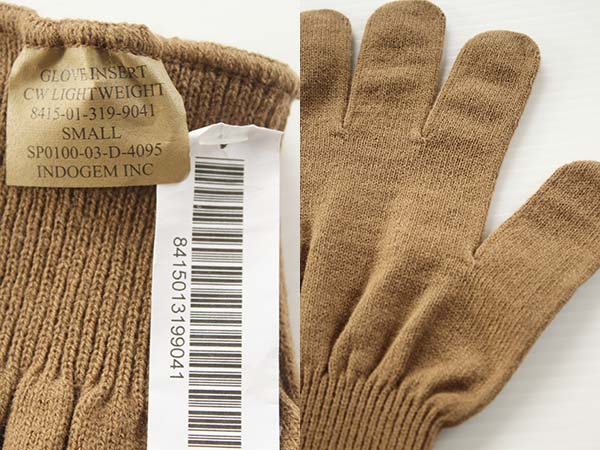 GLOVE INSERT
CW LIGHTWEIGHT
8415-01-319-9041
SMALL
SP0100-03-D-4095
INDOGEM INC
8415013199041